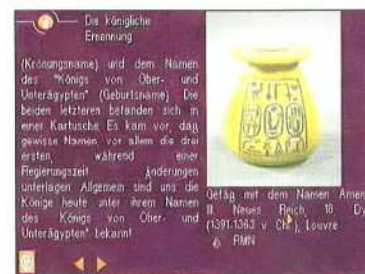 Die königliche
Ernennung
(Krönungsname) und dem Namen
des "Königs von Ober- und
Unterägypten" (Geburtsname) Die
beiden letzteren befanden sich in
einer Kartusche Es kam vor, daß
gewisse Namen vor allem die drei
ersten, während einer
Regierungszeit Änderungen
unterlagen Allgemein sind uns die
Könige heute unter ihrem Namen
des "Königs von Ober- und
Unterägypten" bekannt
Gefäß mit dem Namen Amen
III. Neues Reich, 18. Dy
(1391-1363 v. Chr.), Louvre
© RMN